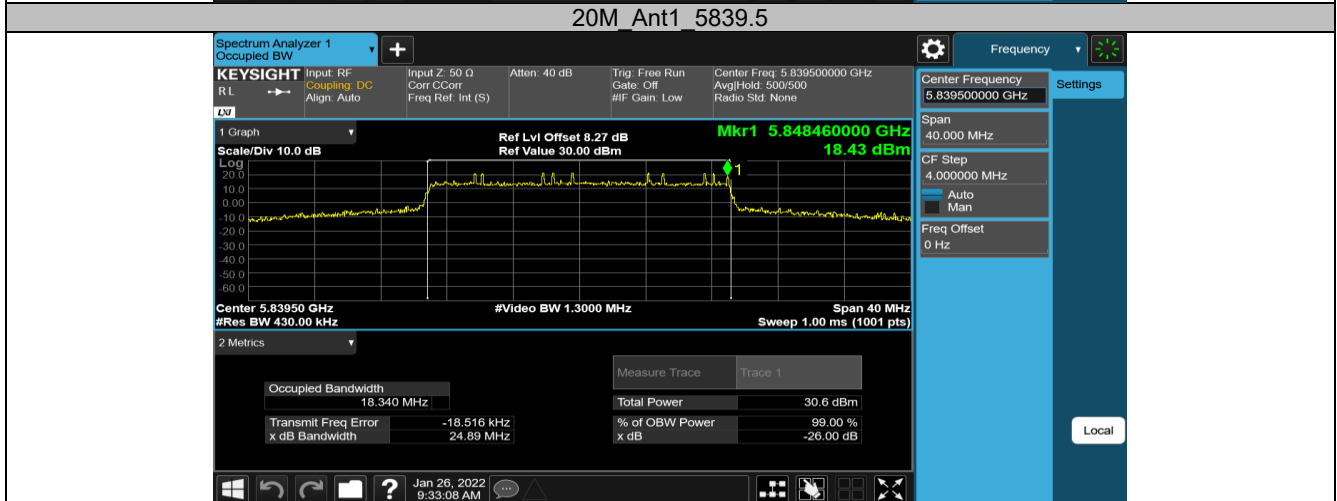 20M_Ant1_5839.5
Spectrum Analyzer 1
Occupied BW
+
Frequency
KEYSIGHT
R L
LXI
Input: RF
Coupling: DC
Align: Auto
Input Z: 50 Ω
Corr CCorr
Freq Ref: Int (S)
Atten: 40 dB
Trig: Free Run
Gate: Off
#IF Gain: Low
Center Freq: 5.839500000 GHz
Avg|Hold: 500/500
Radio Std: None
Center Frequency
5.839500000 GHz
Settings
Span
40.000 MHz
CF Step
4.000000 MHz
Auto
Man
Freq Offset
0 Hz
1 Graph
Scale/Div 10.0 dB
Ref Lvl Offset 8.27 dB
Ref Value 30.00 dBm
Mkr1 5.848460000 GHz
18.43 dBm
Log
20.0
10.0
0.00
-10.0
-20.0
-30.0
-40.0
-50.0
-60.0
1
Center 5.83950 GHz
#Video BW 1.3000 MHz
Span 40 MHz
#Res BW 430.00 kHz
Sweep 1.00 ms (1001 pts)
2 Metrics
Measure Trace
Trace 1
Occupied Bandwidth
18.340 MHz
Total Power
30.6 dBm
Transmit Freq Error
-18.516 kHz
% of OBW Power
99.00 %
x dB Bandwidth
24.89 MHz
x dB
-26.00 dB
Local
?
Jan 26, 2022
9:33:08 AM